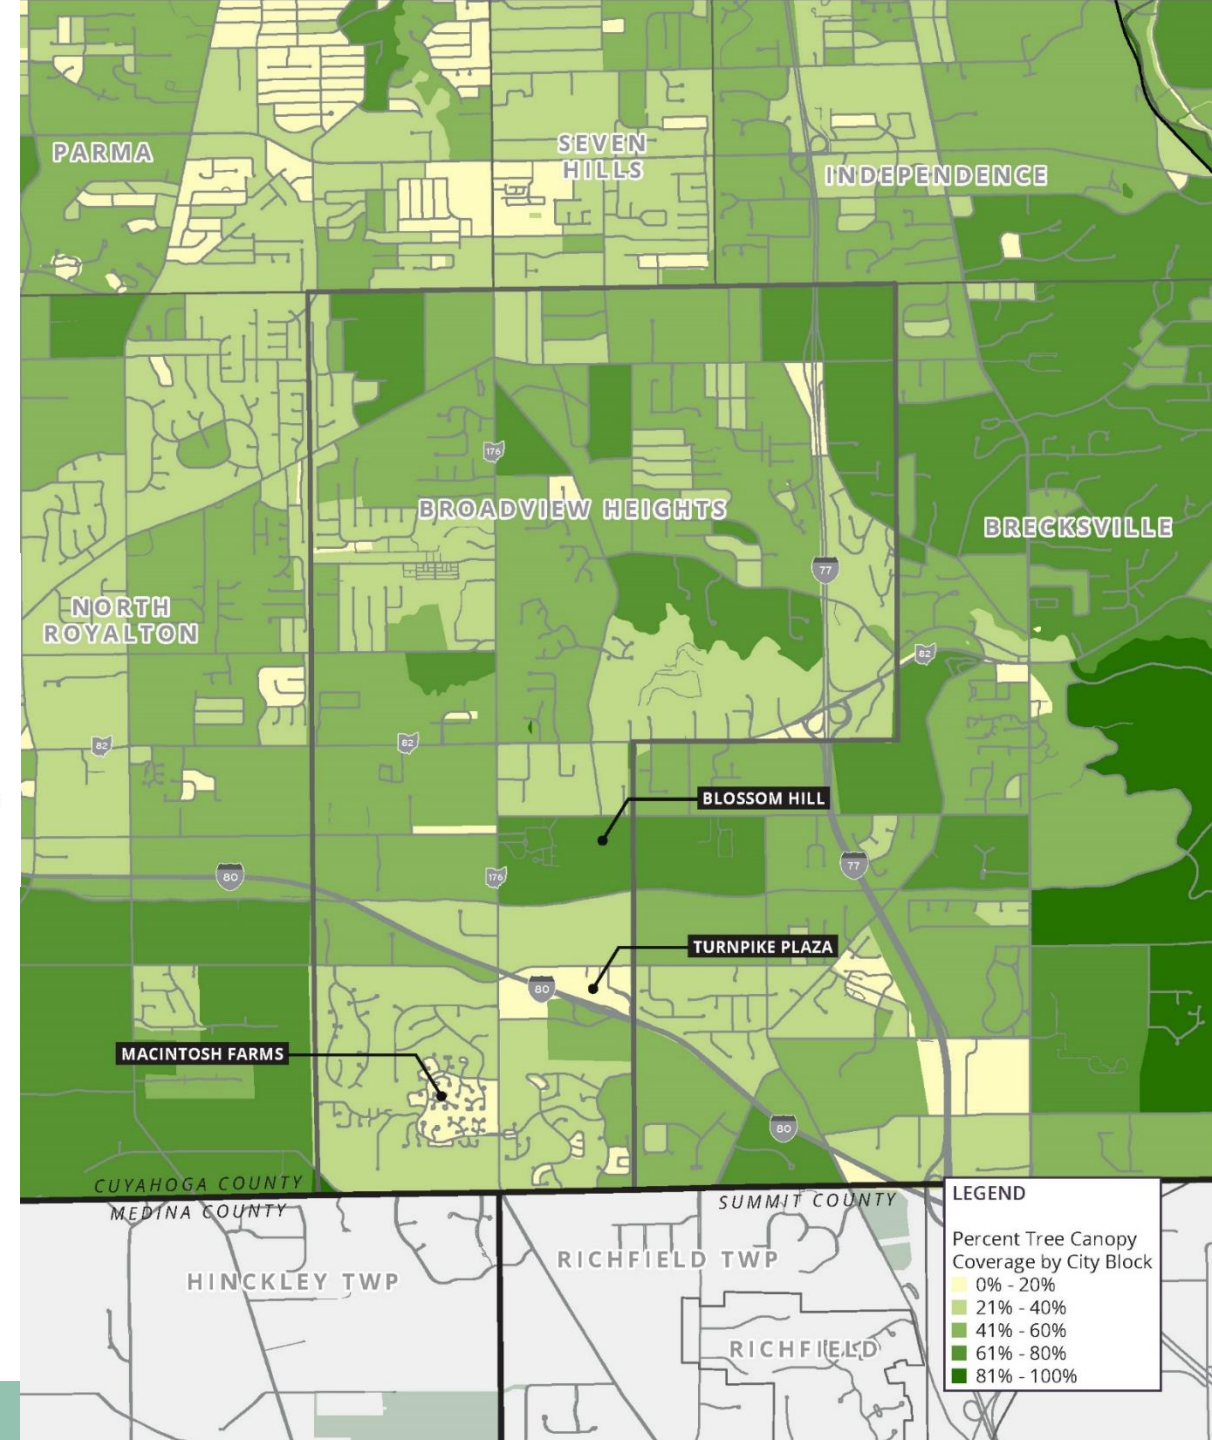 PARMA
SEVEN
HILLS
INDEPENDENCE
176
BROADVIEW HEIGHTS
BRECKSVILLE
77
NORTH
ROYALTON
82
82
82
BLOSSOM HILL
77
80
176
TURNPIKE PLAZA
80
MACINTOSH FARMS
80
CUYAHOGA COUNTY
MEDINA COUNTY
SUMMIT COUNTY
HINCKLEY TWP
RICHFIELD TWP
RICHFIELD
LEGEND
Percent Tree Canopy
Coverage by City Block
0% - 20%
21% - 40%
41% - 60%
61% - 80%
81% - 100%